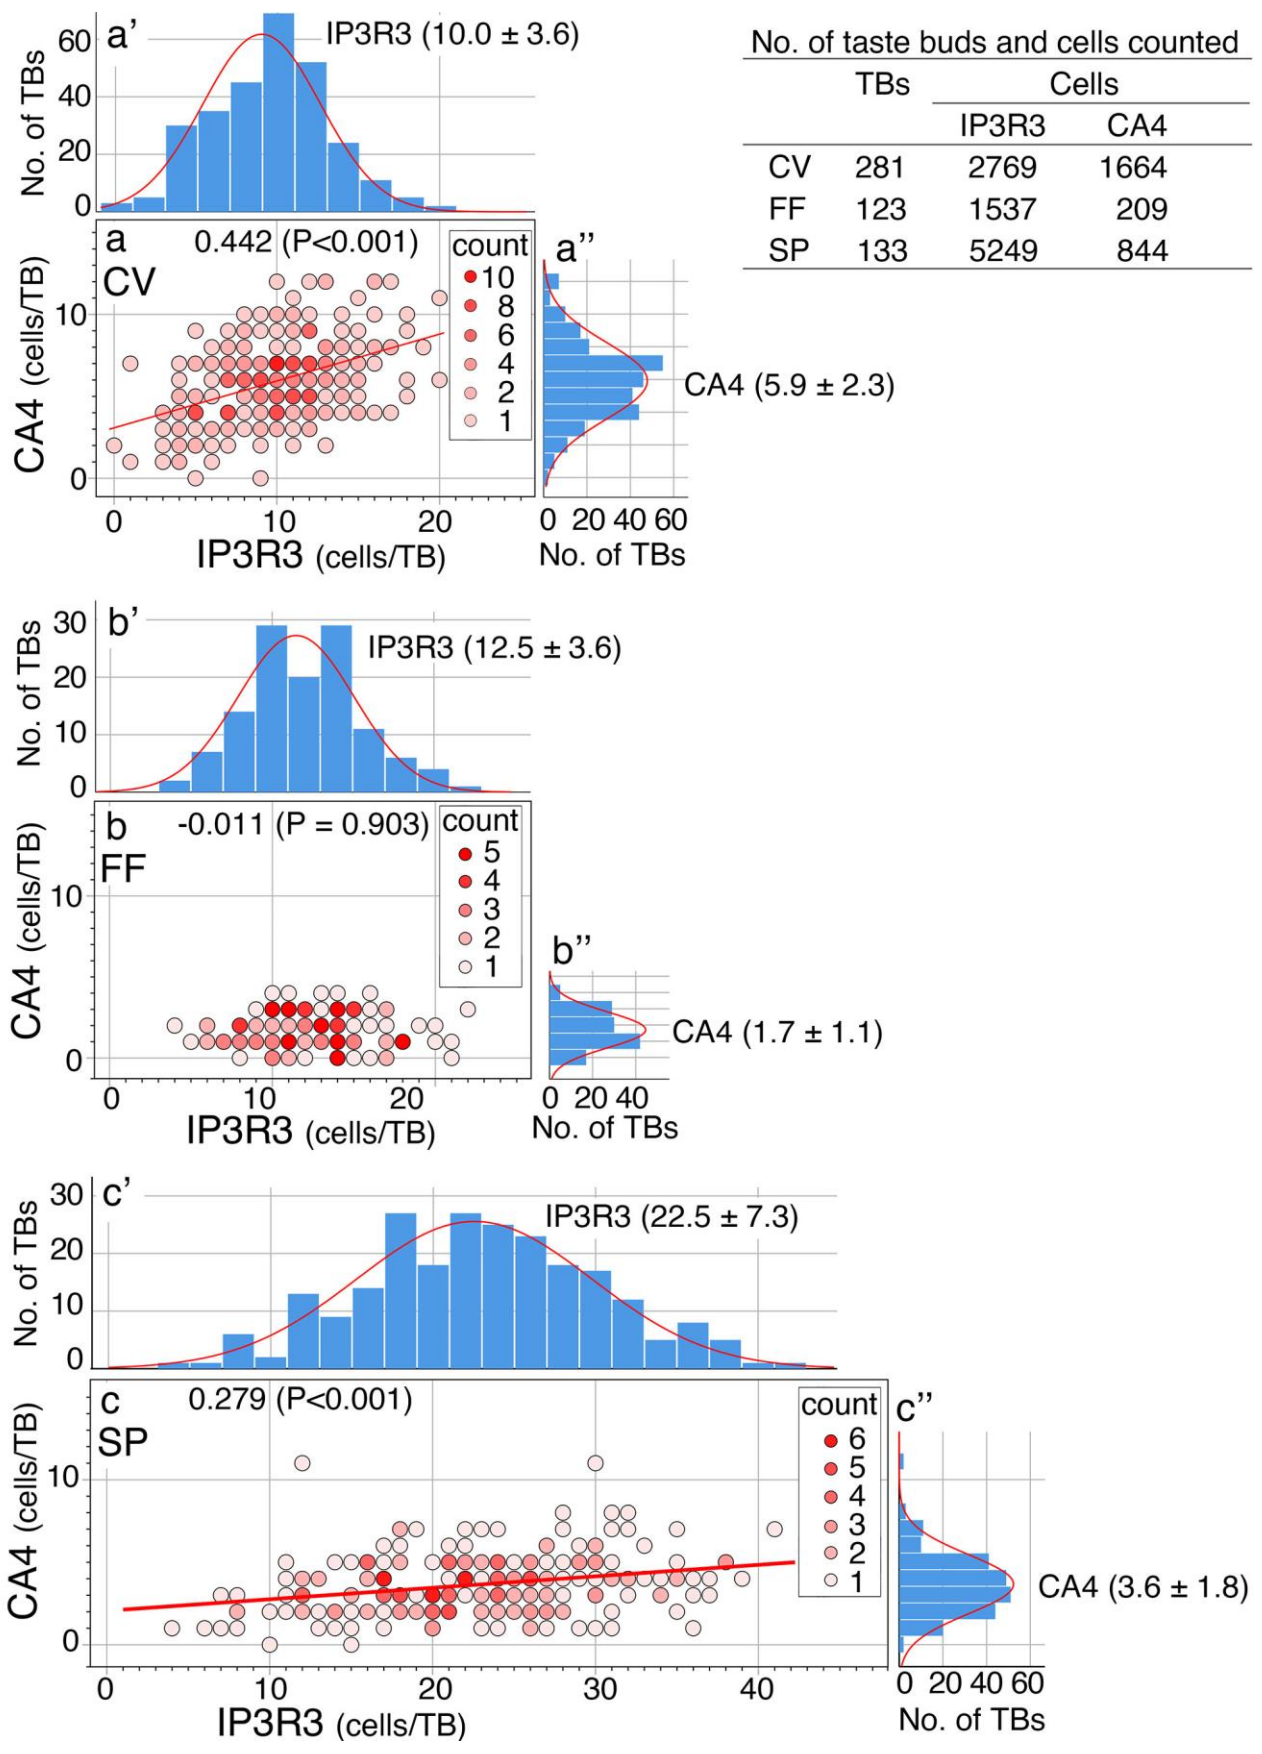 a’
IP3R3 (10.0 ± 3.6)
No. of TBs
60
40
20
0
No. of taste buds and cells counted
TBs Cells
IP3R3 CA4
CV 281 2769 1664
FF 123 1537 209
SP 133 5249 844
a
CV
0.442 (P<0.001)
count
10
8
6
4
2
1
CA4 (cells/TB)
10
0
0 10 20
IP3R3 (cells/TB)
a”
CA4 (5.9 ± 2.3)
0 20 40 60
No. of TBs
b’
IP3R3 (12.5 ± 3.6)
No. of TBs
30
20
10
0
b
FF
-0.011 (P = 0.903)
count
5
4
3
2
1
CA4 (cells/TB)
10
0
0 10 20
IP3R3 (cells/TB)
b”
CA4 (1.7 ± 1.1)
0 20 40
No. of TBs
c’
IP3R3 (22.5 ± 7.3)
No. of TBs
30
20
10
0
c
SP
0.279 (P<0.001)
count
6
5
4
3
2
1
CA4 (cells/TB)
10
0
0 10 20 30 40
IP3R3 (cells/TB)
c”
CA4 (3.6 ± 1.8)
0 20 40 60
No. of TBs